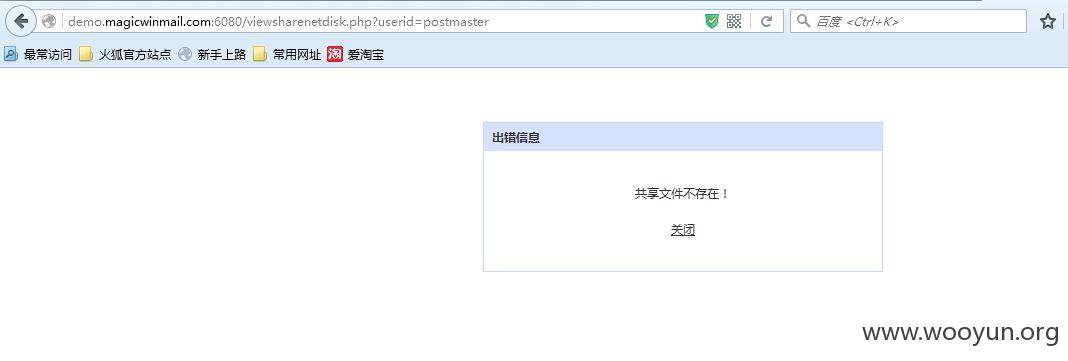 demo.magicwinmail.com:6080/viewsharenetdisk.php?userid=postmaster 百度 <Ctrl+K>
最常访问 火狐官方站点 新手上路 常用网址 淘 爱淘宝
出错信息
共享文件不存在！
关闭
www.wooyun.org